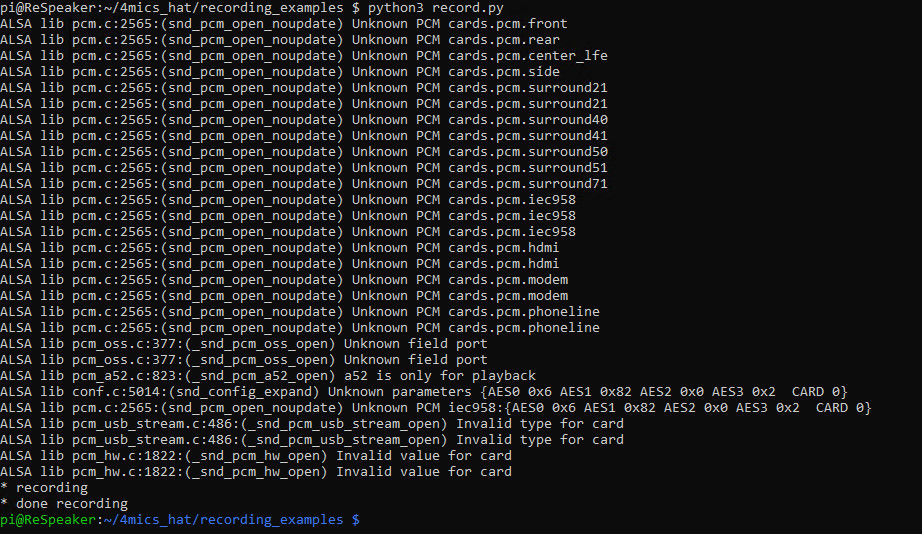 pi@ReSpeaker:~/4mics_hat/recording_examples $ python3 record.py
ALSA lib pcm.c:2565:(snd_pcm_open_noupdate) Unknown PCM cards.pcm.front
ALSA lib pcm.c:2565:(snd_pcm_open_noupdate) Unknown PCM cards.pcm.rear
ALSA lib pcm.c:2565:(snd_pcm_open_noupdate) Unknown PCM cards.pcm.center_lfe
ALSA lib pcm.c:2565:(snd_pcm_open_noupdate) Unknown PCM cards.pcm.side
ALSA lib pcm.c:2565:(snd_pcm_open_noupdate) Unknown PCM cards.pcm.surround21
ALSA lib pcm.c:2565:(snd_pcm_open_noupdate) Unknown PCM cards.pcm.surround21
ALSA lib pcm.c:2565:(snd_pcm_open_noupdate) Unknown PCM cards.pcm.surround40
ALSA lib pcm.c:2565:(snd_pcm_open_noupdate) Unknown PCM cards.pcm.surround41
ALSA lib pcm.c:2565:(snd_pcm_open_noupdate) Unknown PCM cards.pcm.surround50
ALSA lib pcm.c:2565:(snd_pcm_open_noupdate) Unknown PCM cards.pcm.surround51
ALSA lib pcm.c:2565:(snd_pcm_open_noupdate) Unknown PCM cards.pcm.surround71
ALSA lib pcm.c:2565:(snd_pcm_open_noupdate) Unknown PCM cards.pcm.iec958
ALSA lib pcm.c:2565:(snd_pcm_open_noupdate) Unknown PCM cards.pcm.iec958
ALSA lib pcm.c:2565:(snd_pcm_open_noupdate) Unknown PCM cards.pcm.iec958
ALSA lib pcm.c:2565:(snd_pcm_open_noupdate) Unknown PCM cards.pcm.hdmi
ALSA lib pcm.c:2565:(snd_pcm_open_noupdate) Unknown PCM cards.pcm.hdmi
ALSA lib pcm.c:2565:(snd_pcm_open_noupdate) Unknown PCM cards.pcm.modem
ALSA lib pcm.c:2565:(snd_pcm_open_noupdate) Unknown PCM cards.pcm.modem
ALSA lib pcm.c:2565:(snd_pcm_open_noupdate) Unknown PCM cards.pcm.phoneline
ALSA lib pcm.c:2565:(snd_pcm_open_noupdate) Unknown PCM cards.pcm.phoneline
ALSA lib pcm_oss.c:377:(_snd_pcm_oss_open) Unknown field port
ALSA lib pcm_oss.c:377:(_snd_pcm_oss_open) Unknown field port
ALSA lib pcm_a52.c:823:(_snd_pcm_a52_open) a52 is only for playback
ALSA lib conf.c:5014:(snd_config_expand) Unknown parameters {AES0 0x6 AES1 0x82 AES2 0x0 AES3 0x2  CARD 0}
ALSA lib pcm.c:2565:(snd_pcm_open_noupdate) Unknown PCM iec958:{AES0 0x6 AES1 0x82 AES2 0x0 AES3 0x2  CARD 0}
ALSA lib pcm_usb_stream.c:486:(_snd_pcm_usb_stream_open) Invalid type for card
ALSA lib pcm_usb_stream.c:486:(_snd_pcm_usb_stream_open) Invalid type for card
ALSA lib pcm_hw.c:1822:(_snd_pcm_hw_open) Invalid value for card
ALSA lib pcm_hw.c:1822:(_snd_pcm_hw_open) Invalid value for card
* recording
* done recording
pi@ReSpeaker:~/4mics_hat/recording_examples $